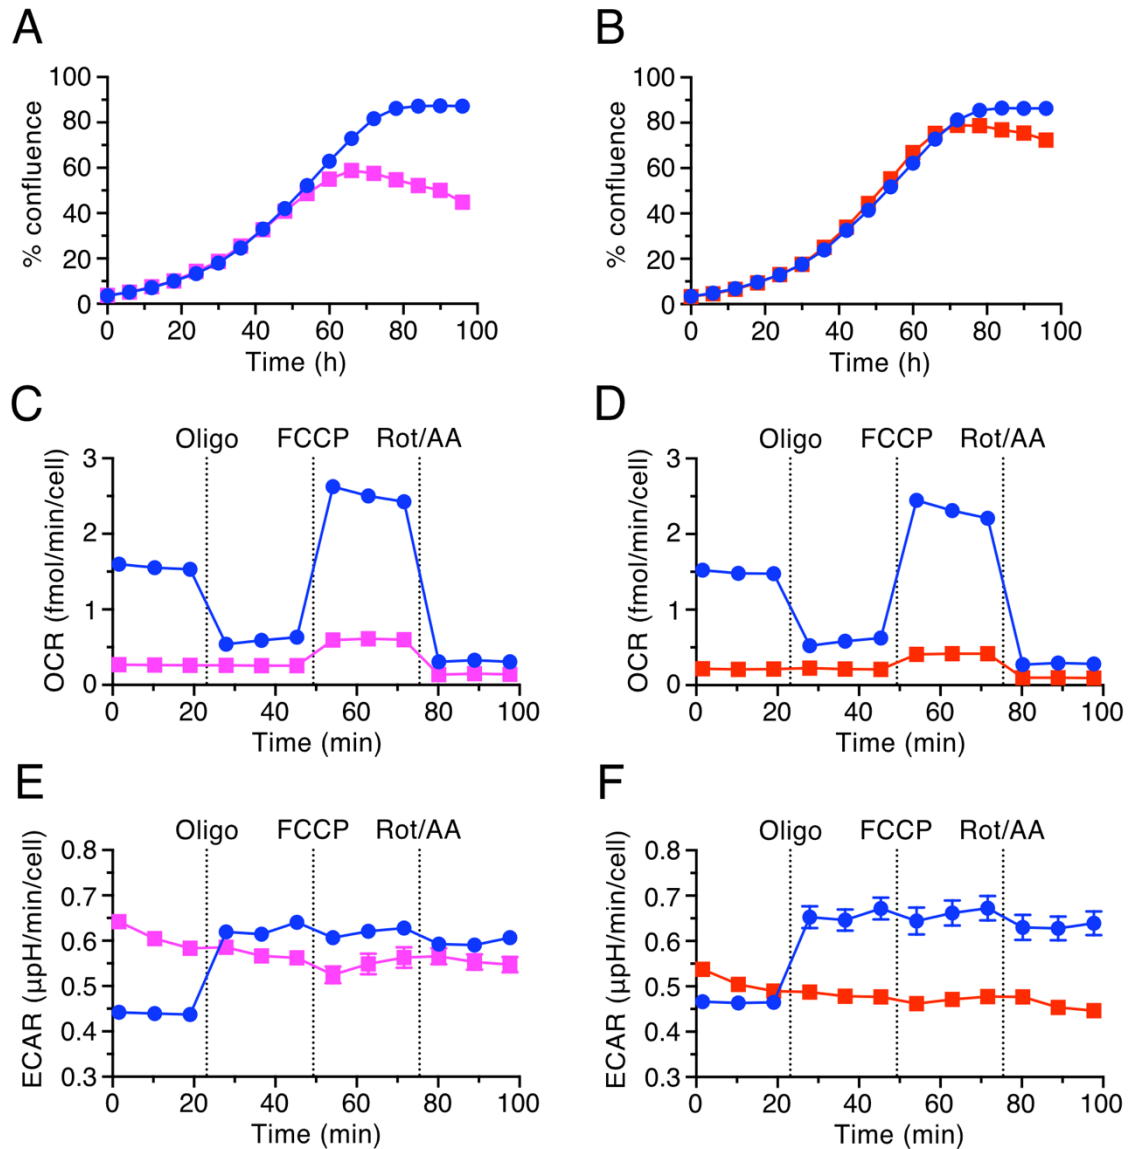 A
B
% confluence
100
80
60
40
20
0
0 20 40 60 80 100
Time (h)
% confluence
100
80
60
40
20
0
0 20 40 60 80 100
Time (h)
C
D
Oligo FCCP Rot/AA
OCR (fmol/min/cell)
3
2
1
0
0 20 40 60 80 100
Time (min)
Oligo FCCP Rot/AA
OCR (fmol/min/cell)
3
2
1
0
0 20 40 60 80 100
Time (min)
E
F
Oligo FCCP Rot/AA
ECAR (µpH/min/cell)
0.8
0.7
0.6
0.5
0.4
0.3
0 20 40 60 80 100
Time (min)
Oligo FCCP Rot/AA
ECAR (µpH/min/cell)
0.8
0.7
0.6
0.5
0.4
0.3
0 20 40 60 80 100
Time (min)